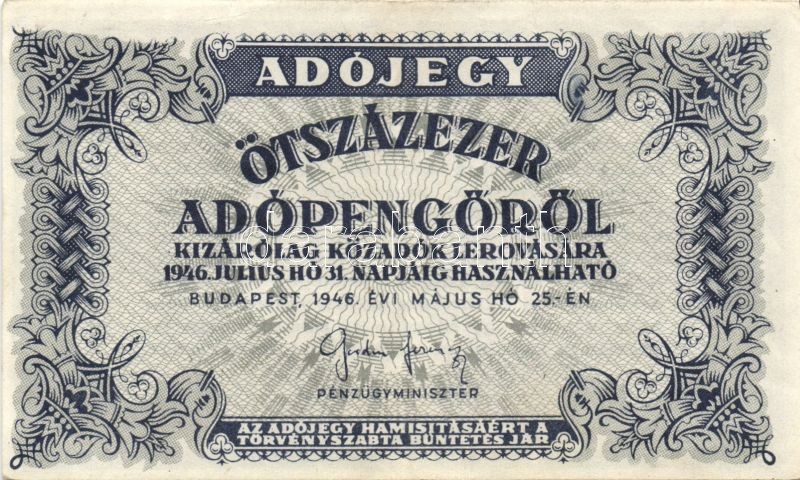 ADÓJEGY
ÖTSZÁZEZER
ADÓPENGŐRŐL
KIZÁRÓLAG KÖZADÓK LEROVÁSÁRA
1946. JULIUS HÓ 31. NAPJÁIG HASZNÁLHATÓ
BUDAPEST, 1946. ÉVI MÁJUS HÓ 25.-ÉN
PÉNZÜGYMINISZTER
AZ ADÓJEGY HAMISITÁSÁÉRT A
TÖRVÉNYSZABTA BÜNTETÉS JÁR